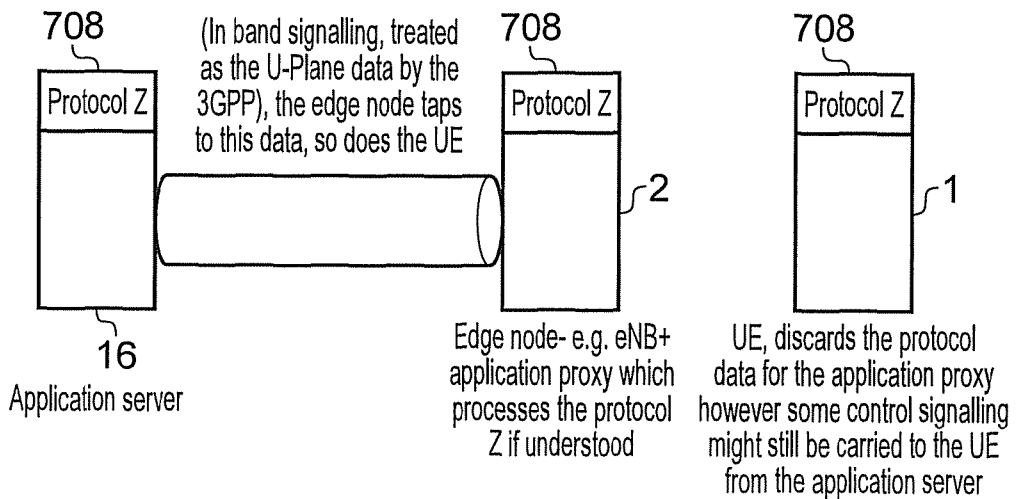 708
(In band signalling, treated
as the U-Plane data by the
3GPP), the edge node taps
to this data, so does the UE
708
708
Protocol Z
Protocol Z
Protocol Z
2
1
16
Application server
Edge node- e.g. eNB+
application proxy which
processes the protocol
Z if understood
UE, discards the protocol
data for the application proxy
however some control signalling
might still be carried to the UE
from the application server